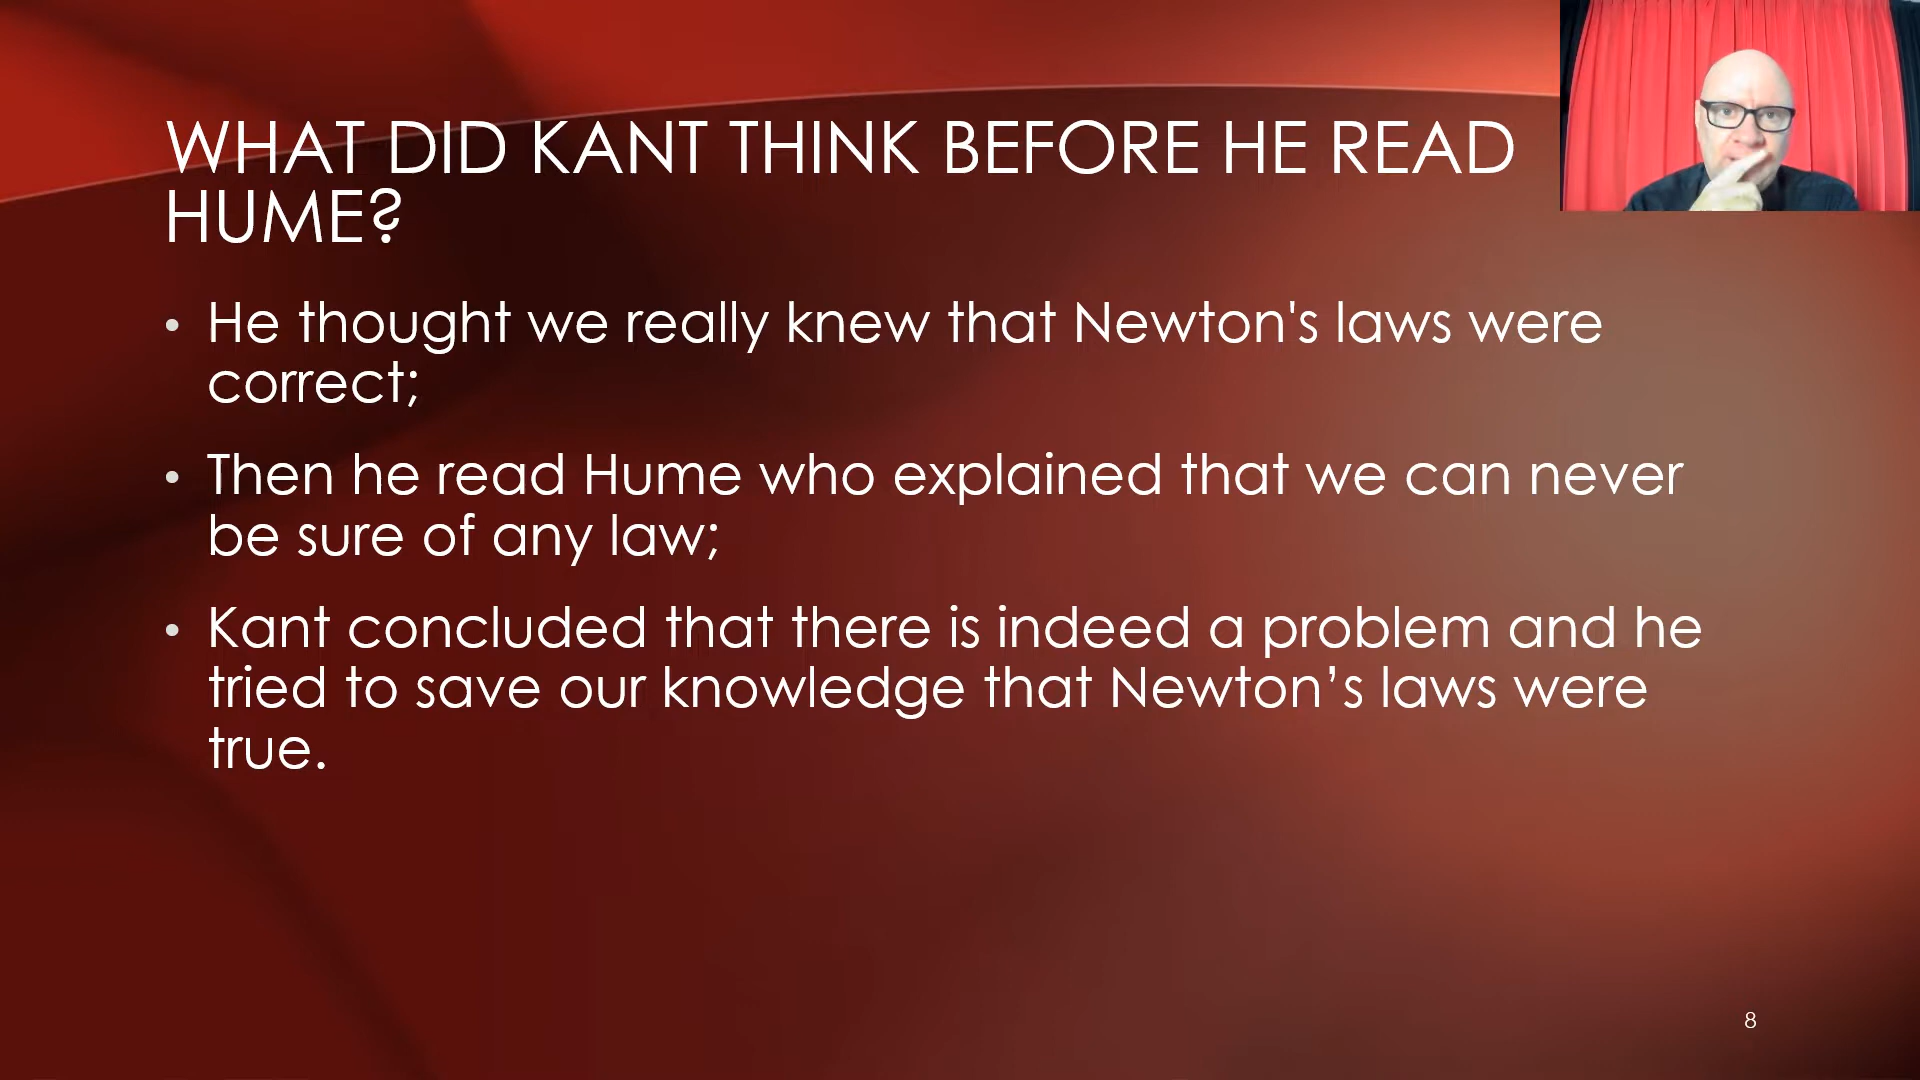 WHAT DID KANT THINK BEFORE HE READ
HUME?
• He thought we really knew that Newton's laws were
correct;
• Then he read Hume who explained that we can never
be sure of any law;
• Kant concluded that there is indeed a problem and he
tried to save our knowledge that Newton’s laws were
true.
8